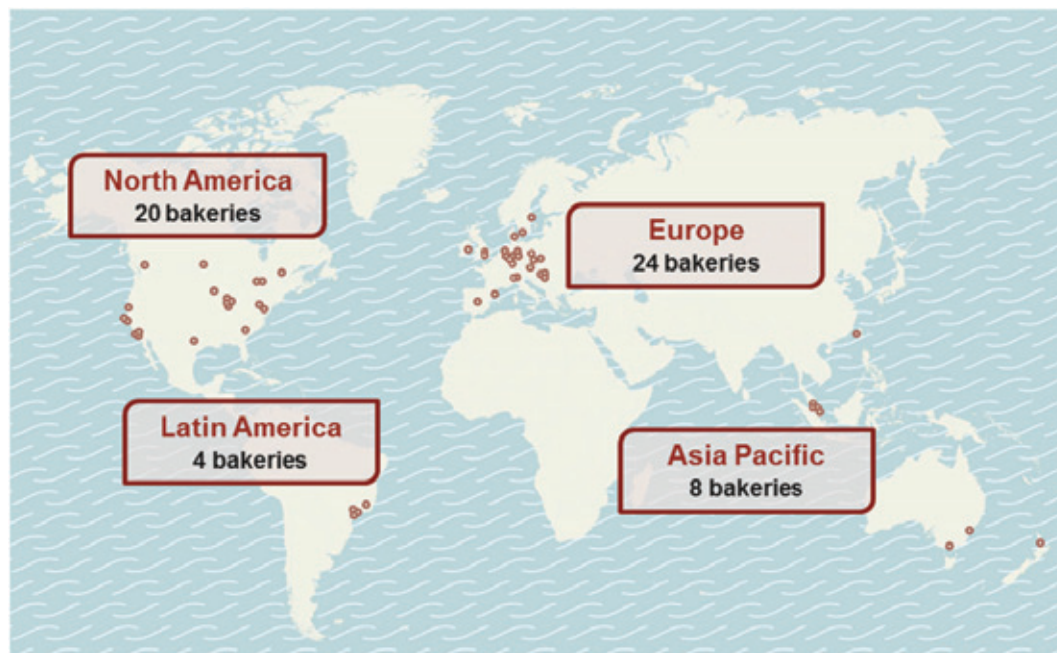 North America
20 bakeries
Europe
24 bakeries
Latin America
4 bakeries
Asia Pacific
8 bakeries